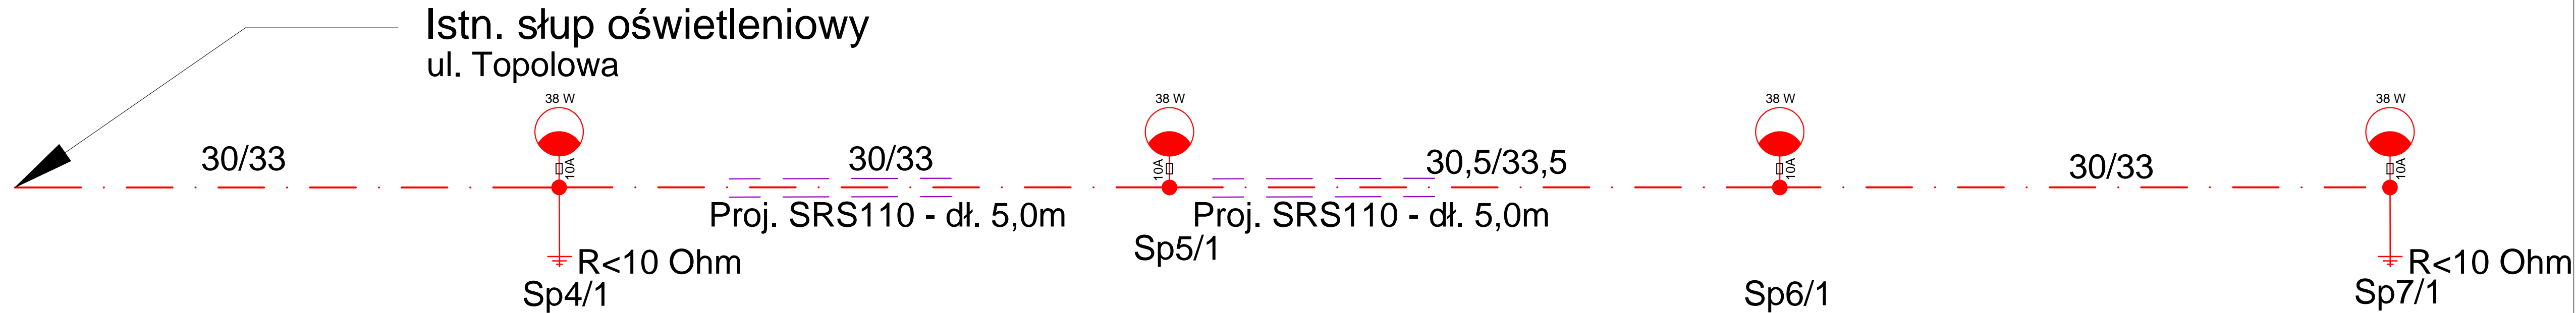 Istn. słup oświetleniowy
ul. Topolowa
38 W
38 W
38 W
38 W
30/33
10A
30/33
10A
30,5/33,5
10A
30/33
10A
Proj. SRS110 - dł. 5,0m
Proj. SRS110 - dł. 5,0m
R<10 Ohm
Sp4/1
Sp5/1
Sp6/1
R<10 Ohm
Sp7/1